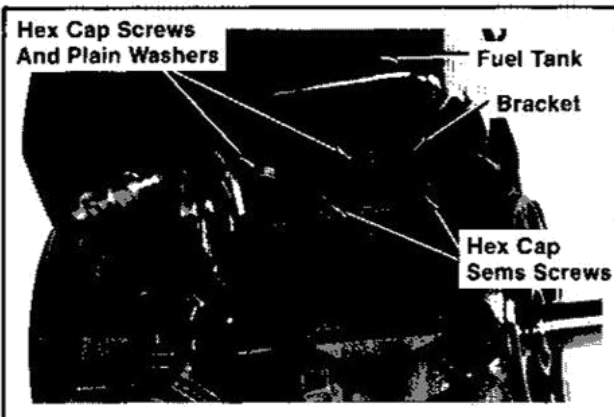 Hex Cap Screws
And Plain Washers
Fuel Tank
Bracket
Hex Cap
Sems Screws